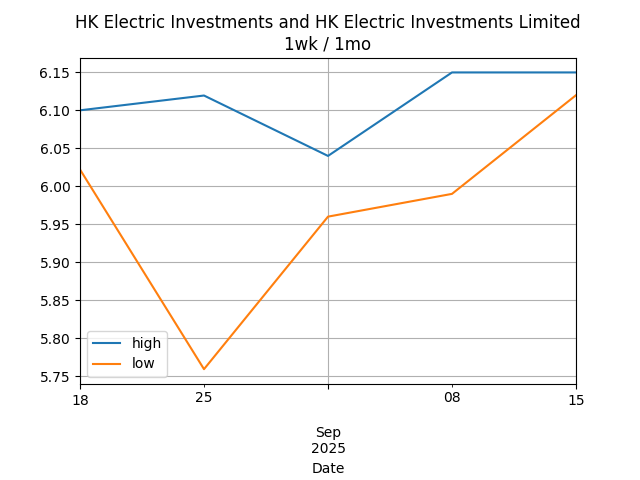 HK Electric Investments and HK Electric Investments Limited
1wk / 1mo
6.15
6.10
6.05
6.00
5.95
5.90
5.85
5.80
5.75
high
low
18
25
08
15
Sep
2025
Date